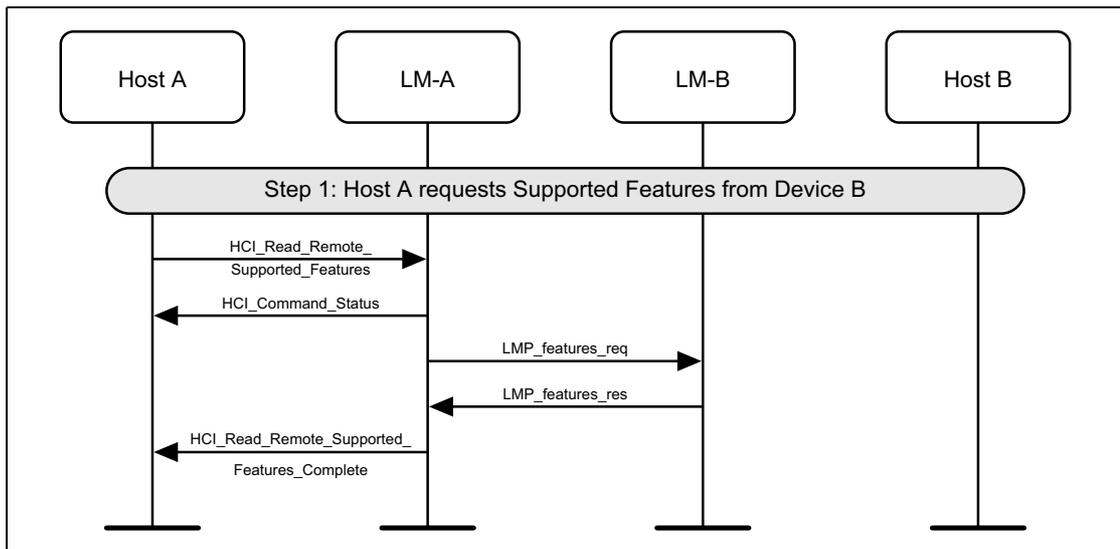 Host A
LM-A
LM-B
Host B
Step 1: Host A requests Supported Features from Device B
HCI_Read_Remote_
Supported_Features
HCI_Command_Status
LMP_features_req
LMP_features_res
HCI_Read_Remote_Supported_
Features_Complete